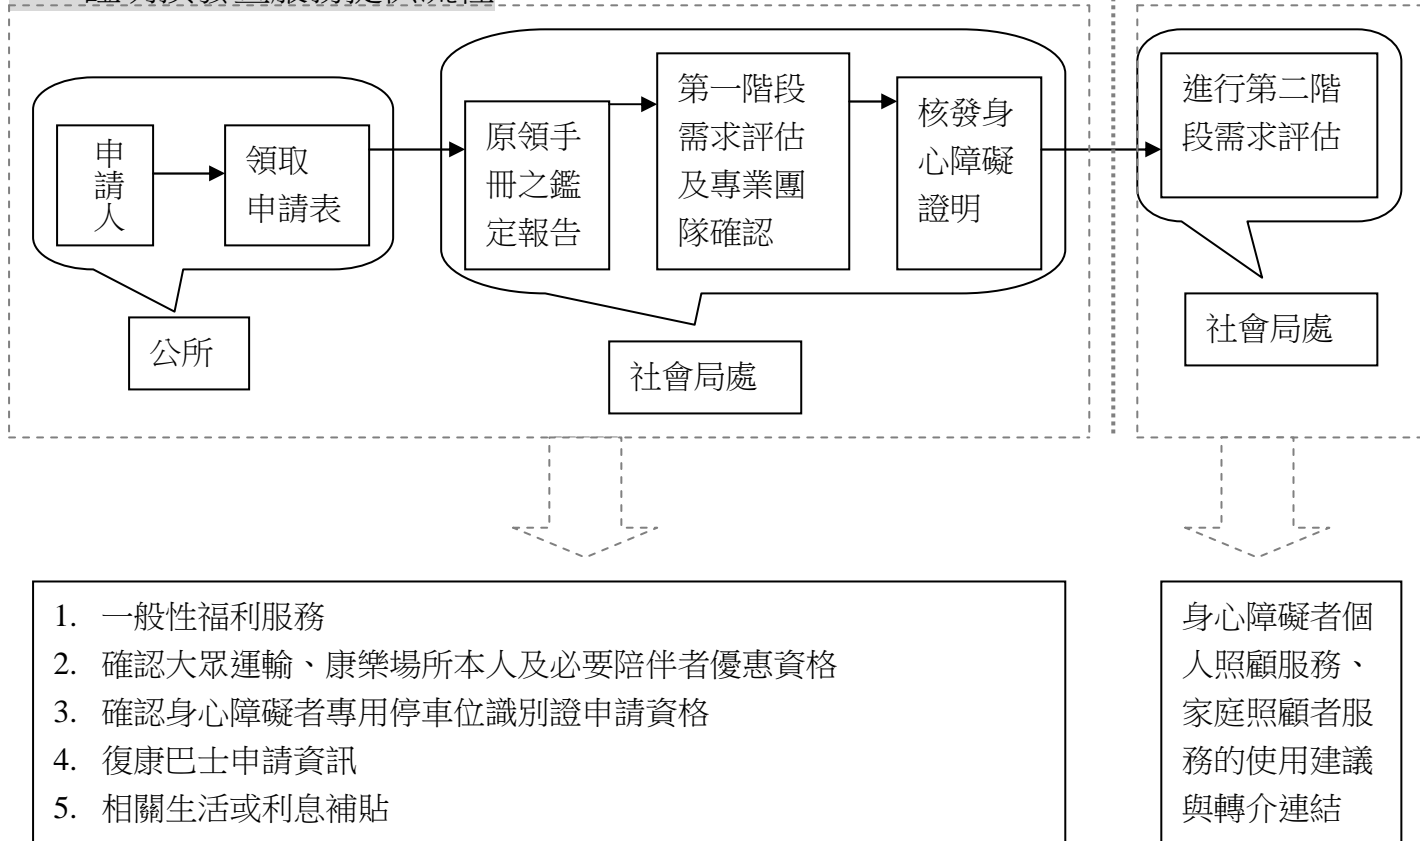 申
請
人
領取
申請表
原領手
冊之鑑
定報告
第一階段
需求評估
及專業團
隊確認
核發身
心障礙
證明
進行第二階
段需求評估
公所
社會局處
社會局處
1. 一般性福利服務
2. 確認大眾運輸、康樂場所本人及必要陪伴者優惠資格
3. 確認身心障礙者專用停車位識別證申請資格
4. 復康巴士申請資訊
5. 相關生活或利息補貼
身心障礙者個
人照顧服務、
家庭照顧者服
務的使用建議
與轉介連結